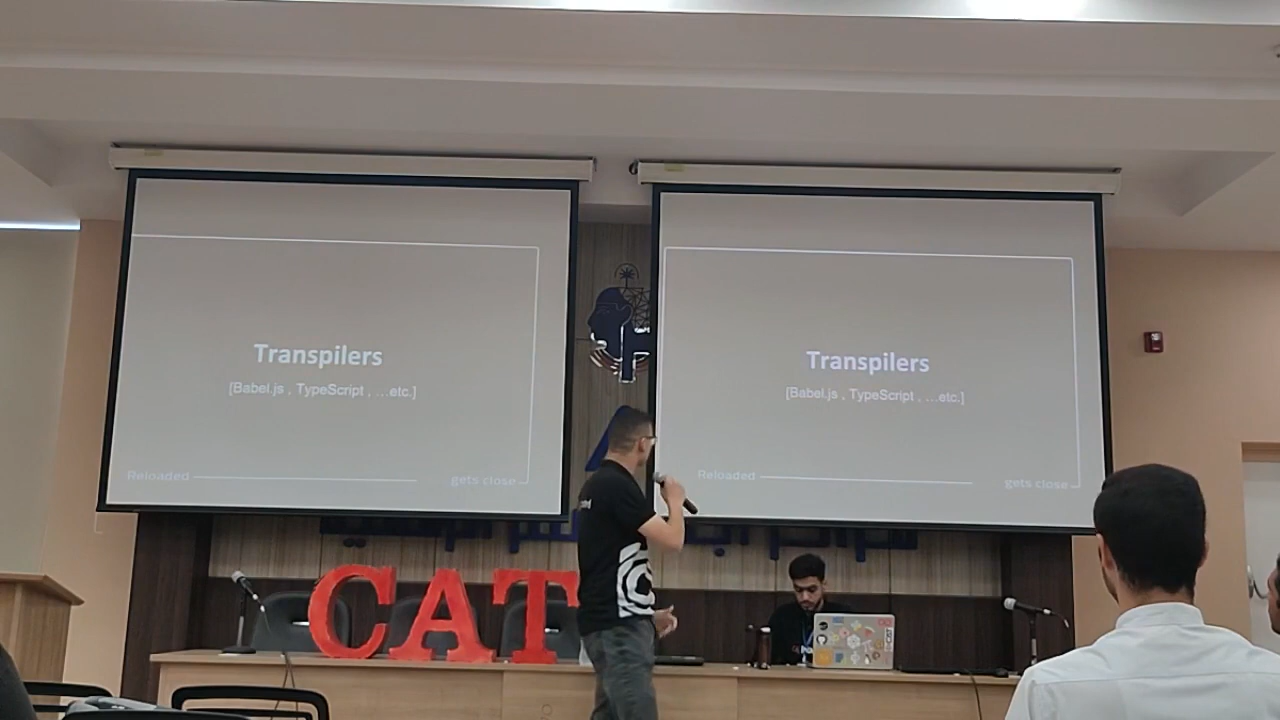 Transpilers
[Babel.js , TypeScript , ...etc.]
Reloaded
gets close
Transpilers
[Babel.js , TypeScript , ...etc.]
Reloaded
gets close
CAT